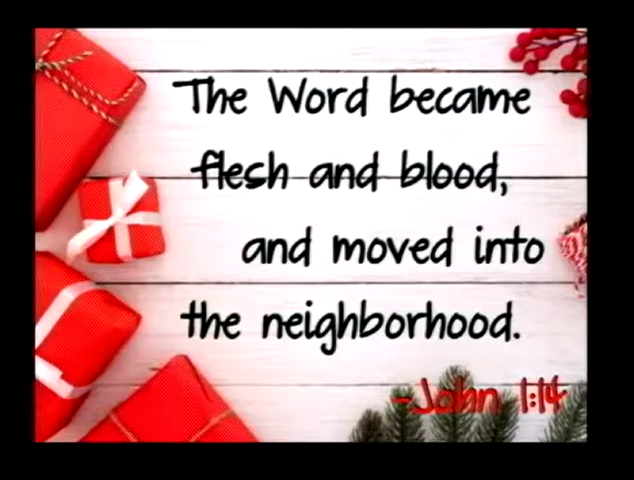 The Word became
flesh and blood,
and moved into
the neighborhood.
-John 1:14